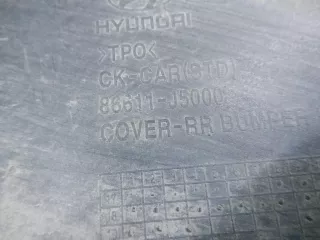 HYUNDAI
>TPO<
CK-CAR(STD)
86611-J5000
COVER-RR BUMPER